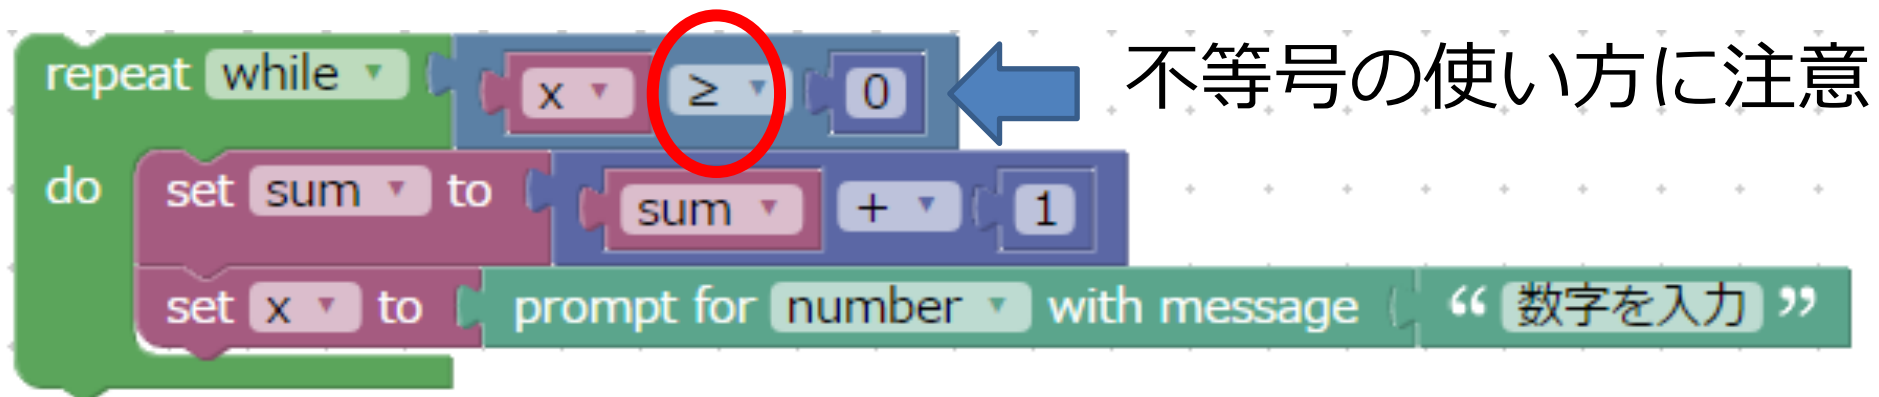 repeat while x ≥ 0 不等号の使い方に注意
do set sum to sum + 1
set x to prompt for number with message “ 数字を入力 ”